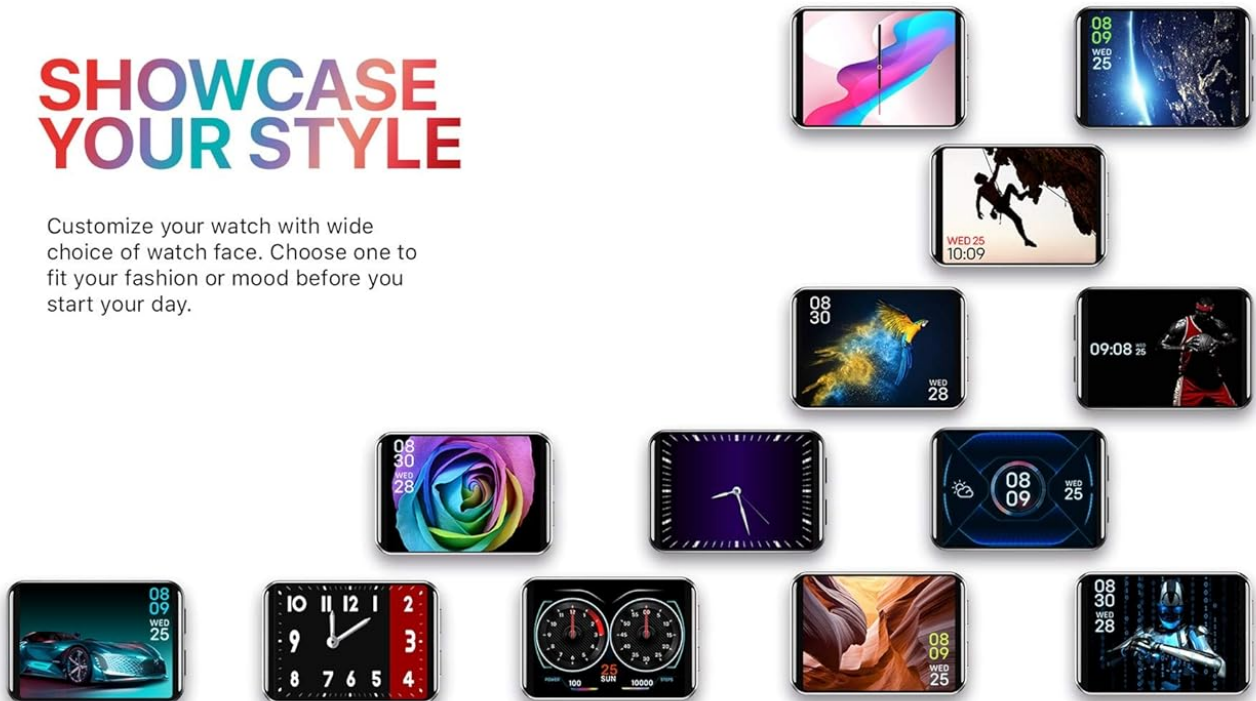 SHOWCASE
YOUR STYLE
Customize your watch with wide
choice of watch face. Choose one to
fit your fashion or mood before you
start your day.
08
09
WED
25
WED 25
10:09
08
30
WED
28
09:08 WED
25
08
30
WED
28
08
09
WED
25
08
09
WED
25
10 11 12 1 2
9 3
8 7 6 5 4
25
SUN
POWER 100
10000 STEPS
08
09
WED
25
08
30
WED
28